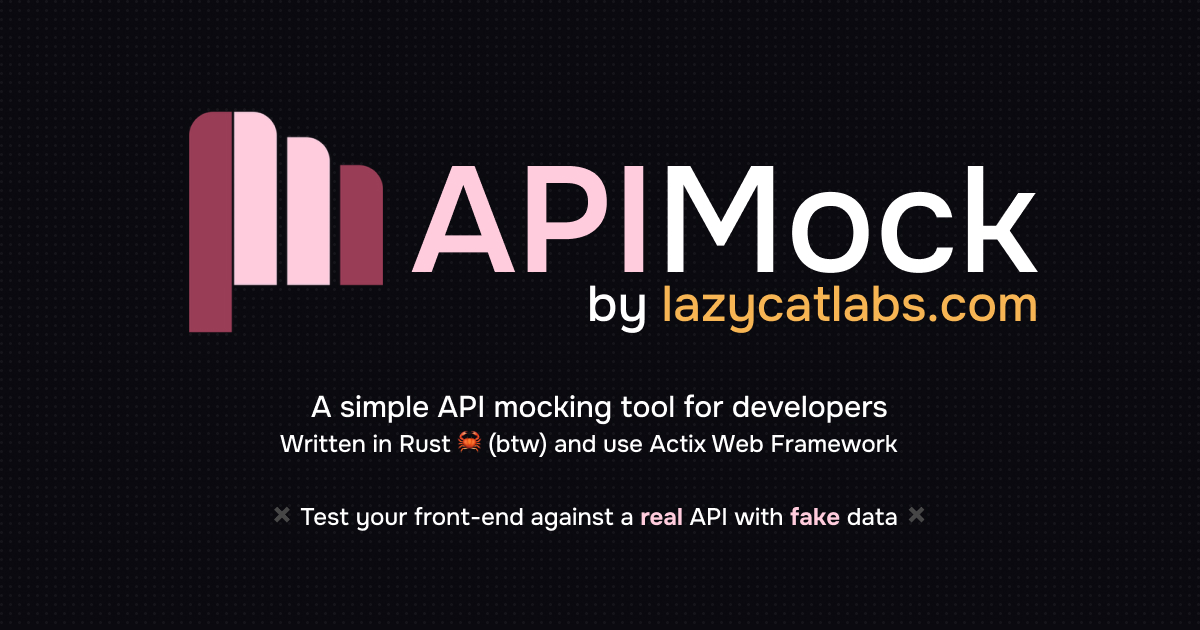 APIMock
by lazycatlabs.com
A simple API mocking tool for developers
Written in Rust 🦀 (btw) and use Actix Web Framework
✖ Test your front-end against a real API with fake data ✖